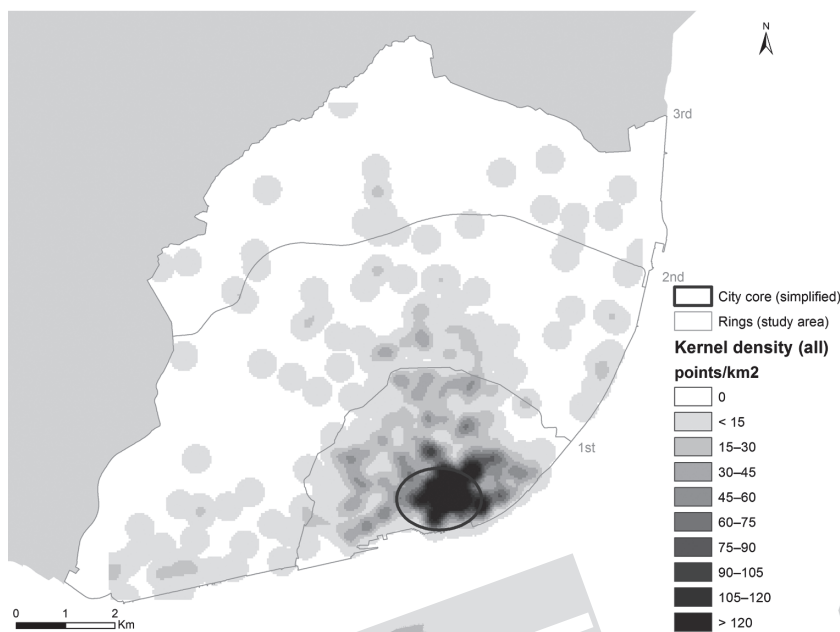 N
3rd
2nd
City core (simplified)
Rings (study area)
Kernel density (all)
points/km2
0
< 15
15–30
1st
30–45
45–60
60–75
75–90
90–105
105–120
> 120
0 1 2
Km